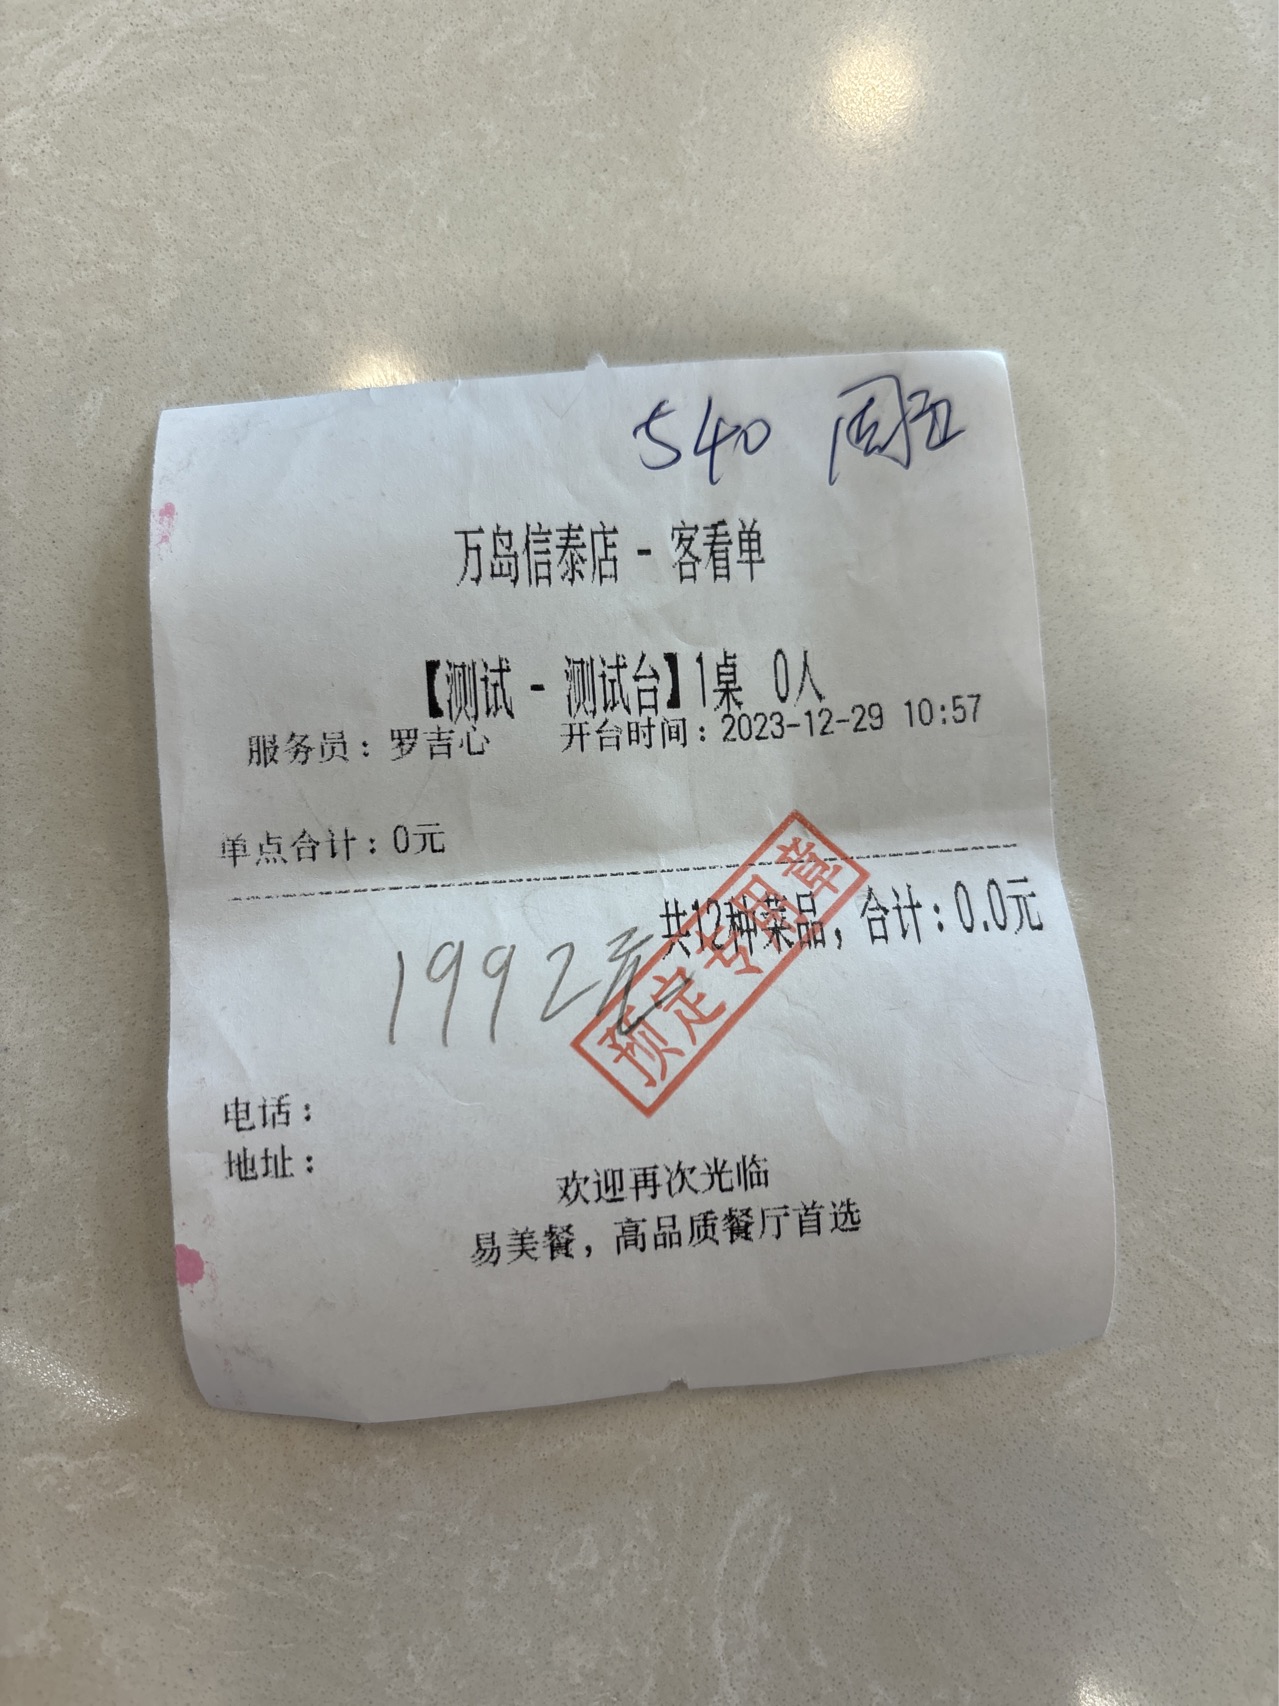 540 周五
万岛信泰店 - 客看单
【测试 - 测试台】1桌 0人
服务员：罗吉心 开台时间：2023-12-29 10:57
单点合计：0元
共12种菜品，合计：0.0元
1992元
预定专用章
电话：
地址：
欢迎再次光临
易美餐，高品质餐厅首选